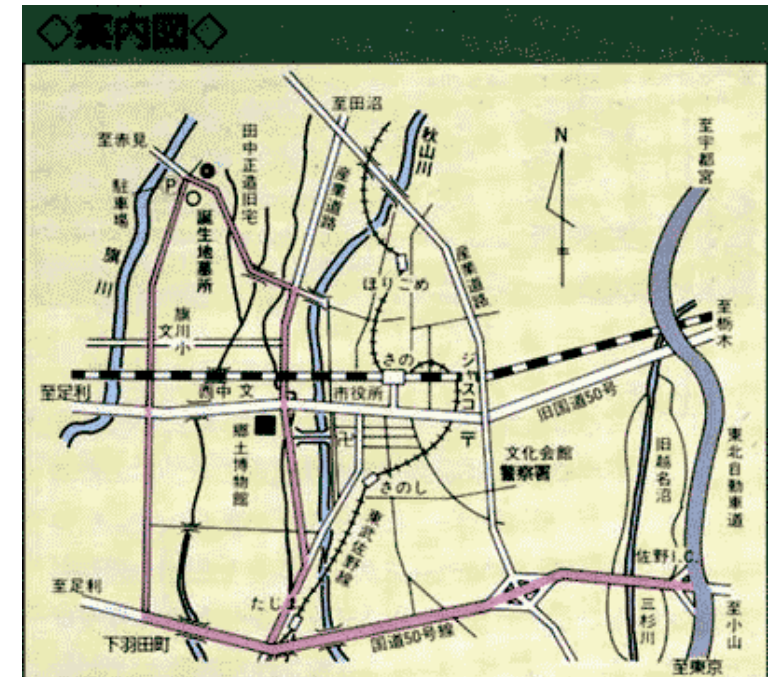 ◇案内図◇
至田沼
秋山川
至赤見
田中正造旧宅
産業道路
N
至宇都宮
P
駐車場
誕生地墓所
旗川
産業道路
ほりごめ
旗川小
文
至栃木
さの
ジャスコ
西中 文
至足利
市役所
旧国道50号
郷土博物館
卍
〒
文化会館
警察署
旧越名沼
東北自動車道
さのし
東武佐野線
佐野I.C.
至足利
三杉川
至小山
下羽田町
国道50号線
至東京